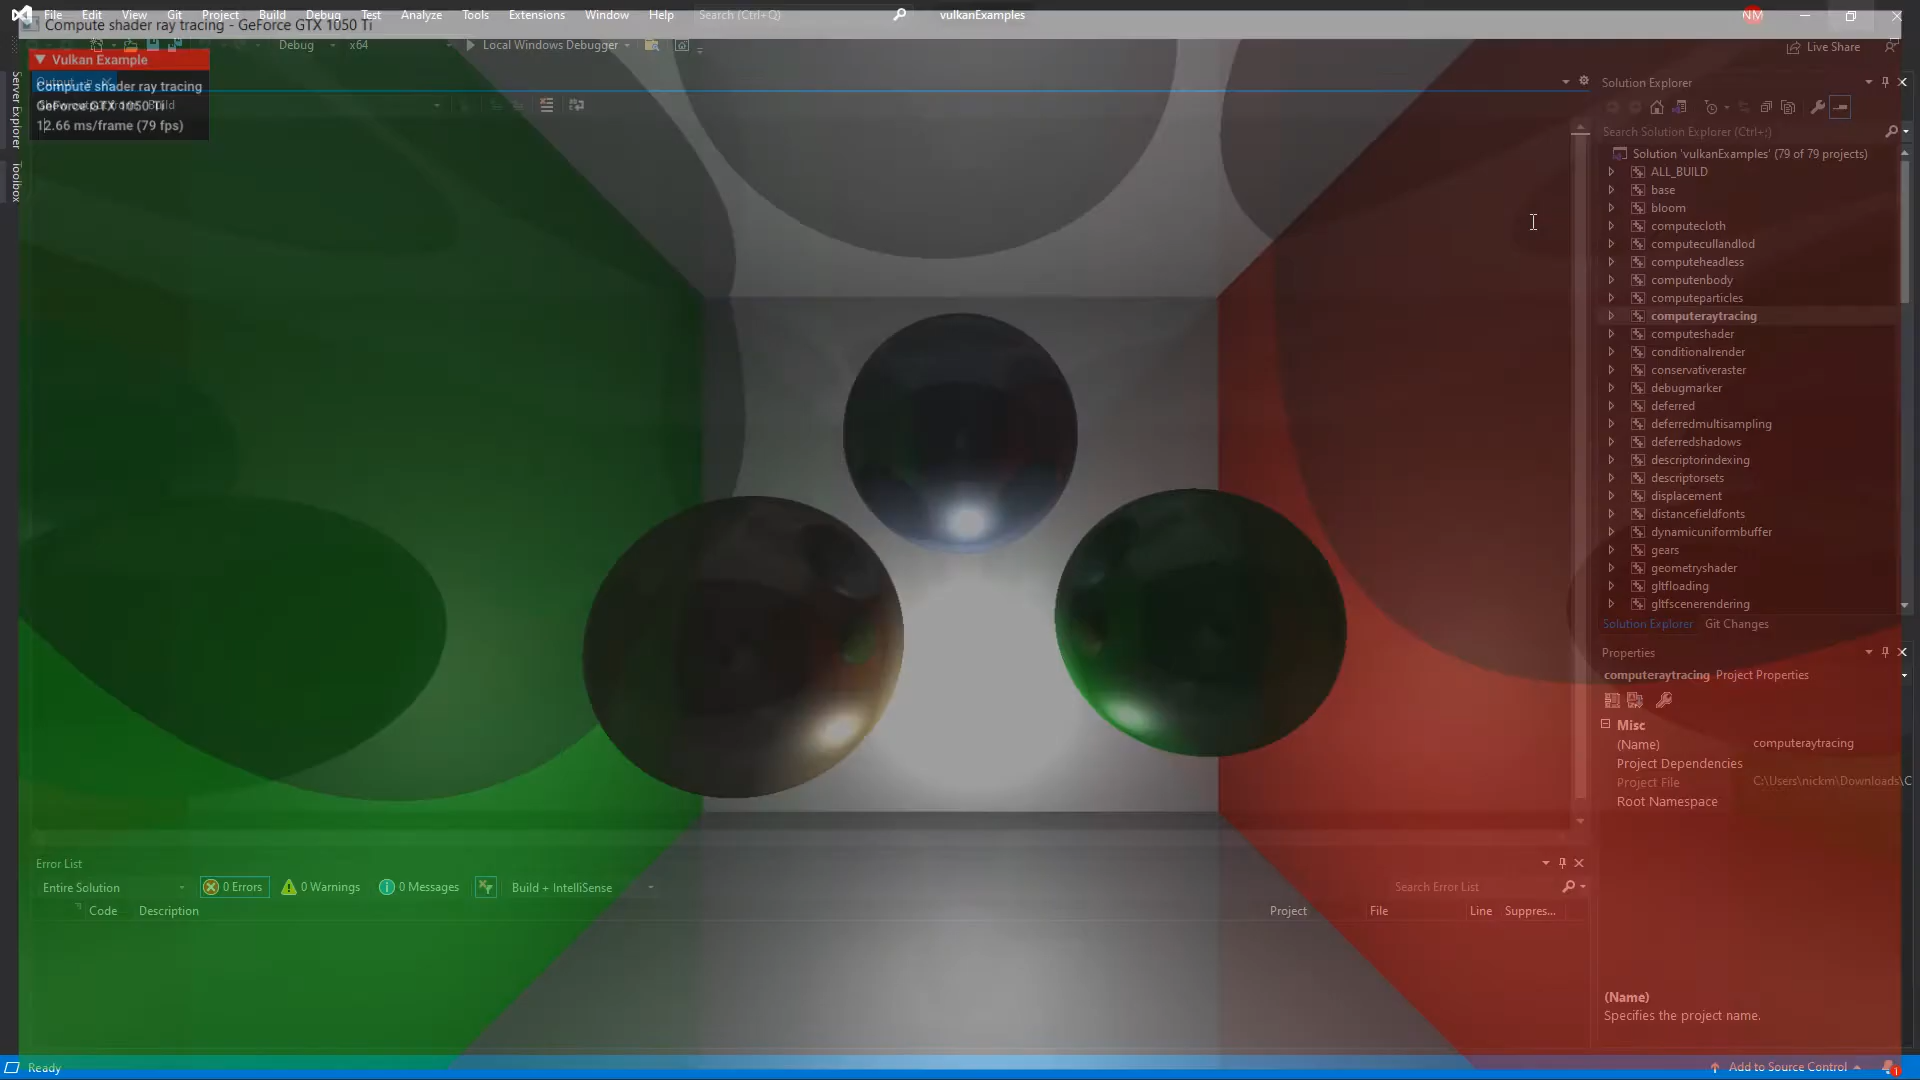 File Edit View Git Project Build Debug Test Analyze Tools Extensions Window Help Search (Ctrl+Q) vulkanExamples NM
Compute shader ray tracing - GeForce GTX 1050 Ti
Debug x64 Local Windows Debugger Live Share
Vulkan Example
Output
Compute shader ray tracing
GeForce GTX 1050 Ti
12.66 ms/frame (79 fps)
Server Explorer
Toolbox
Solution Explorer
Search Solution Explorer (Ctrl+;)
Solution 'vulkanExamples' (79 of 79 projects)
ALL_BUILD
base
bloom
computecloth
computecullandlod
computeheadless
computenbody
computeparticles
computeraytracing
computeshader
conditionalrender
conservativeraster
debugmarker
deferred
deferredmultisampling
deferredshadows
descriptorindexing
descriptorsets
displacement
distancefieldfonts
dynamicuniformbuffer
gears
geometryshader
gltfloading
gltfscenerendering
Solution Explorer Git Changes
Properties
computeraytracing Project Properties
Misc
(Name) computeraytracing
Project Dependencies
Project File C:\Users\nickm\Downloads\C
Root Namespace
(Name)
Specifies the project name.
Error List
Entire Solution 0 Errors 0 Warnings 0 Messages Build + IntelliSense Search Error List
Code Description Project File Line Suppres...
Ready Add to Source Control 1